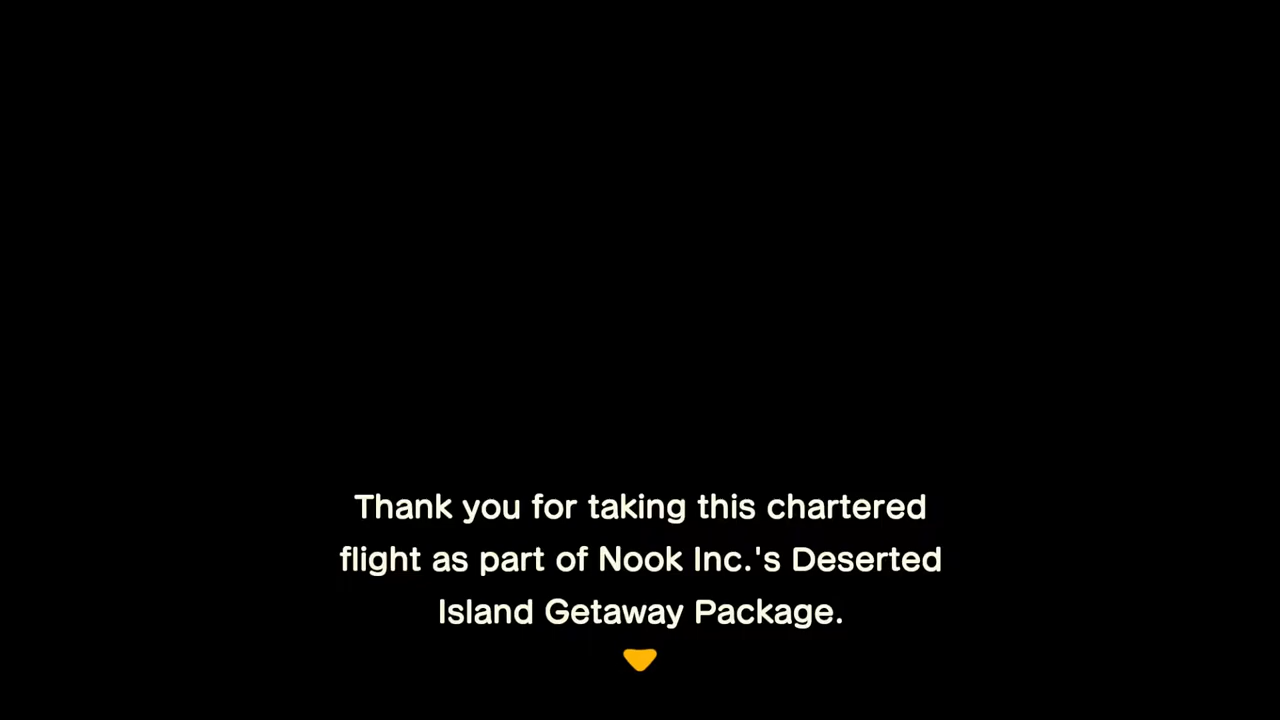 Thank you for taking this chartered
flight as part of Nook Inc.'s Deserted
Island Getaway Package.